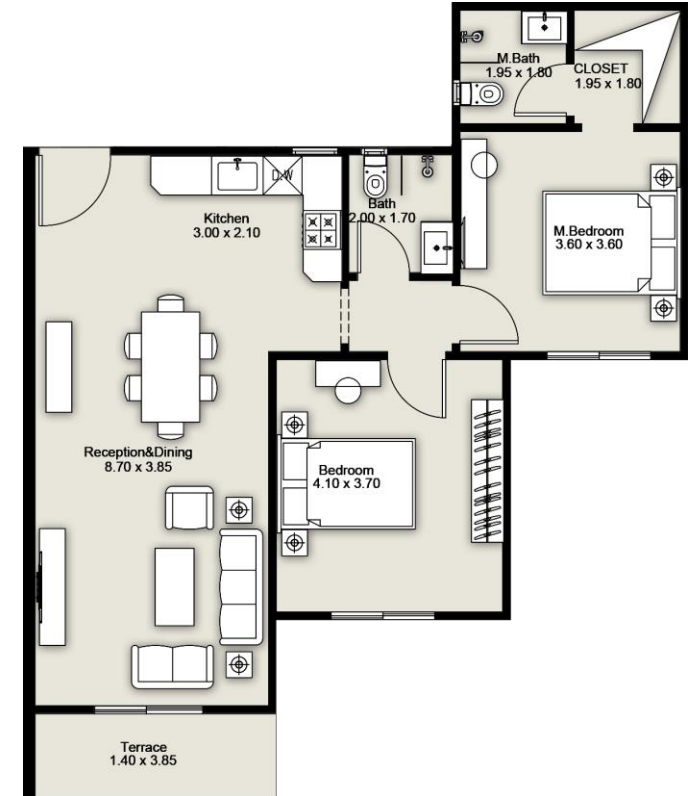 M.Bath
1.95 x 1.80
CLOSET
1.95 x 1.80
D.W
Kitchen
3.00 x 2.10
Bath
2.00 x 1.70
M.Bedroom
3.60 x 3.60
Reception&Dining
8.70 x 3.85
Bedroom
4.10 x 3.70
Terrace
1.40 x 3.85